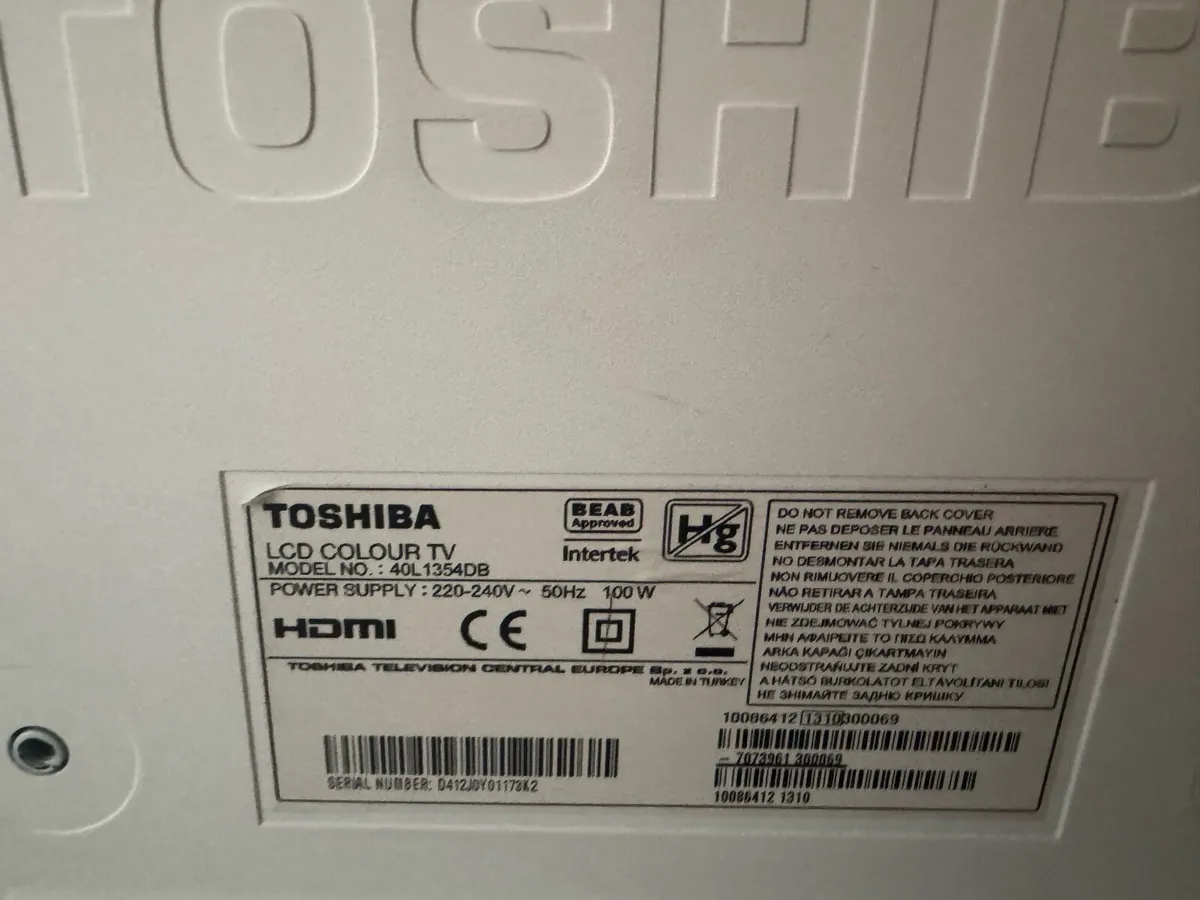 TOSHIB
TOSHIBA
LCD COLOUR TV
MODEL NO. : 40L1354DB
POWER SUPPLY : 220-240V ~ 50Hz 100 W
BEAB
Approved
Intertek
Hg
HDMI CE
TOSHIBA TELEVISION CENTRAL EUROPE Sp. z o.o.
MADE IN TURKEY
DO NOT REMOVE BACK COVER
NE PAS DEPOSER LE PANNEAU ARRIERE
ENTFERNEN SIE NIEMALS DIE RÜCKWAND
NO DESMONTAR LA TAPA TRASERA
NON RIMUOVERE IL COPERCHIO POSTERIORE
NÃO RETIRAR A TAMPA TRASEIRA
VERWIJDER DE ACHTERZIJDE VAN HET APPARAAT NIET
NIE ZDEJMOWAĆ TYLNEJ POKRYWY
ΜΗΝ ΑΦΑΙΡΕΙΤΕ ΤΟ ΠΙΣΩ ΚΑΛΥΜΜΑ
ARKA KAPAĞI ÇIKARTMAYIN
NEODSTRAŇUJTE ZADNÍ KRYT
A HÁTSÓ BURKOLATOT ELTÁVOLÍTANI TILOS!
НЕ ЗНІМАЙТЕ ЗАДНЮ КРИШКУ
SERIAL NUMBER: D412J0Y01173K2
10086412 1310300069
- 7073961 300069
10086412 1310